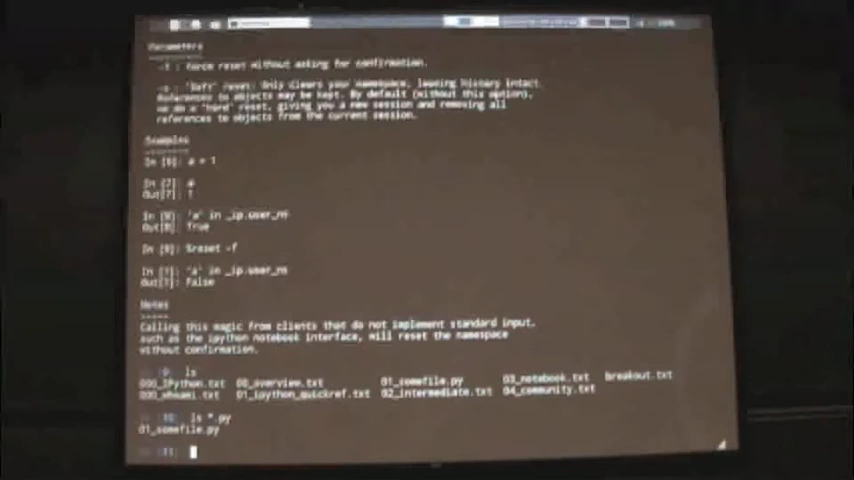 Parameters
-f : force reset without asking for confirmation.
-s : 'Soft' reset: Only clears your namespace, leaving history intact.
References to objects may be kept. By default (without this option),
we do a 'hard' reset, giving you a new session and removing all
references to objects from the current session.
Examples
In [6]: a = 1
In [7]: a
Out[7]: 1
In [8]: 'a' in _ip.user_ns
Out[8]: True
In [9]: %reset -f
In [1]: 'a' in _ip.user_ns
Out[1]: False
Notes
-----
Calling this magic from clients that do not implement standard input,
such as the ipython notebook interface, will reset the namespace
without confirmation.
[9]: ls
000_IPython.txt 00_overview.txt 01_somefile.py 03_notebook.txt breakout.txt
000_whoami.txt 01_ipython_quickref.txt 02_intermediate.txt 04_community.txt
[10]: ls *.py
01_somefile.py
[11]: